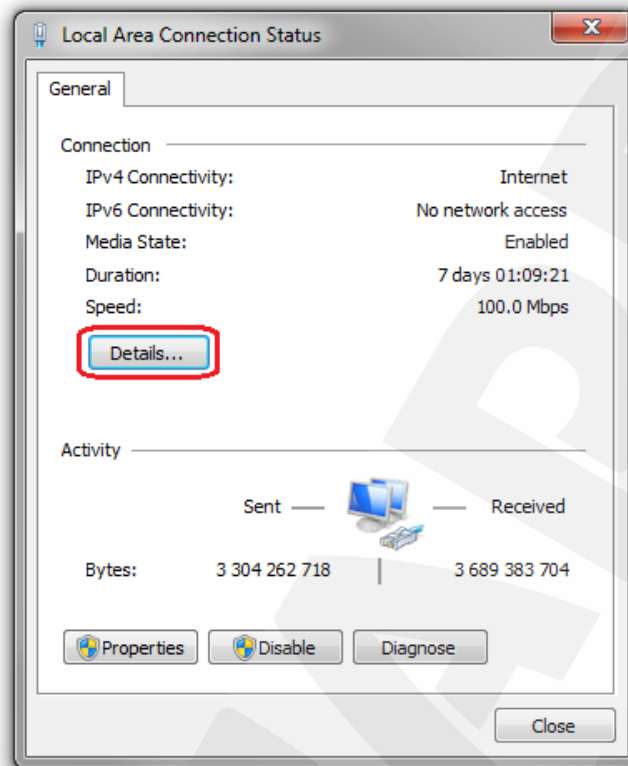 Local Area Connection Status
General
Connection
IPv4 Connectivity: Internet
IPv6 Connectivity: No network access
Media State: Enabled
Duration: 7 days 01:09:21
Speed: 100.0 Mbps
Details...
Activity
Sent Received
Bytes: 3 304 262 718 3 689 383 704
Properties Disable Diagnose
Close